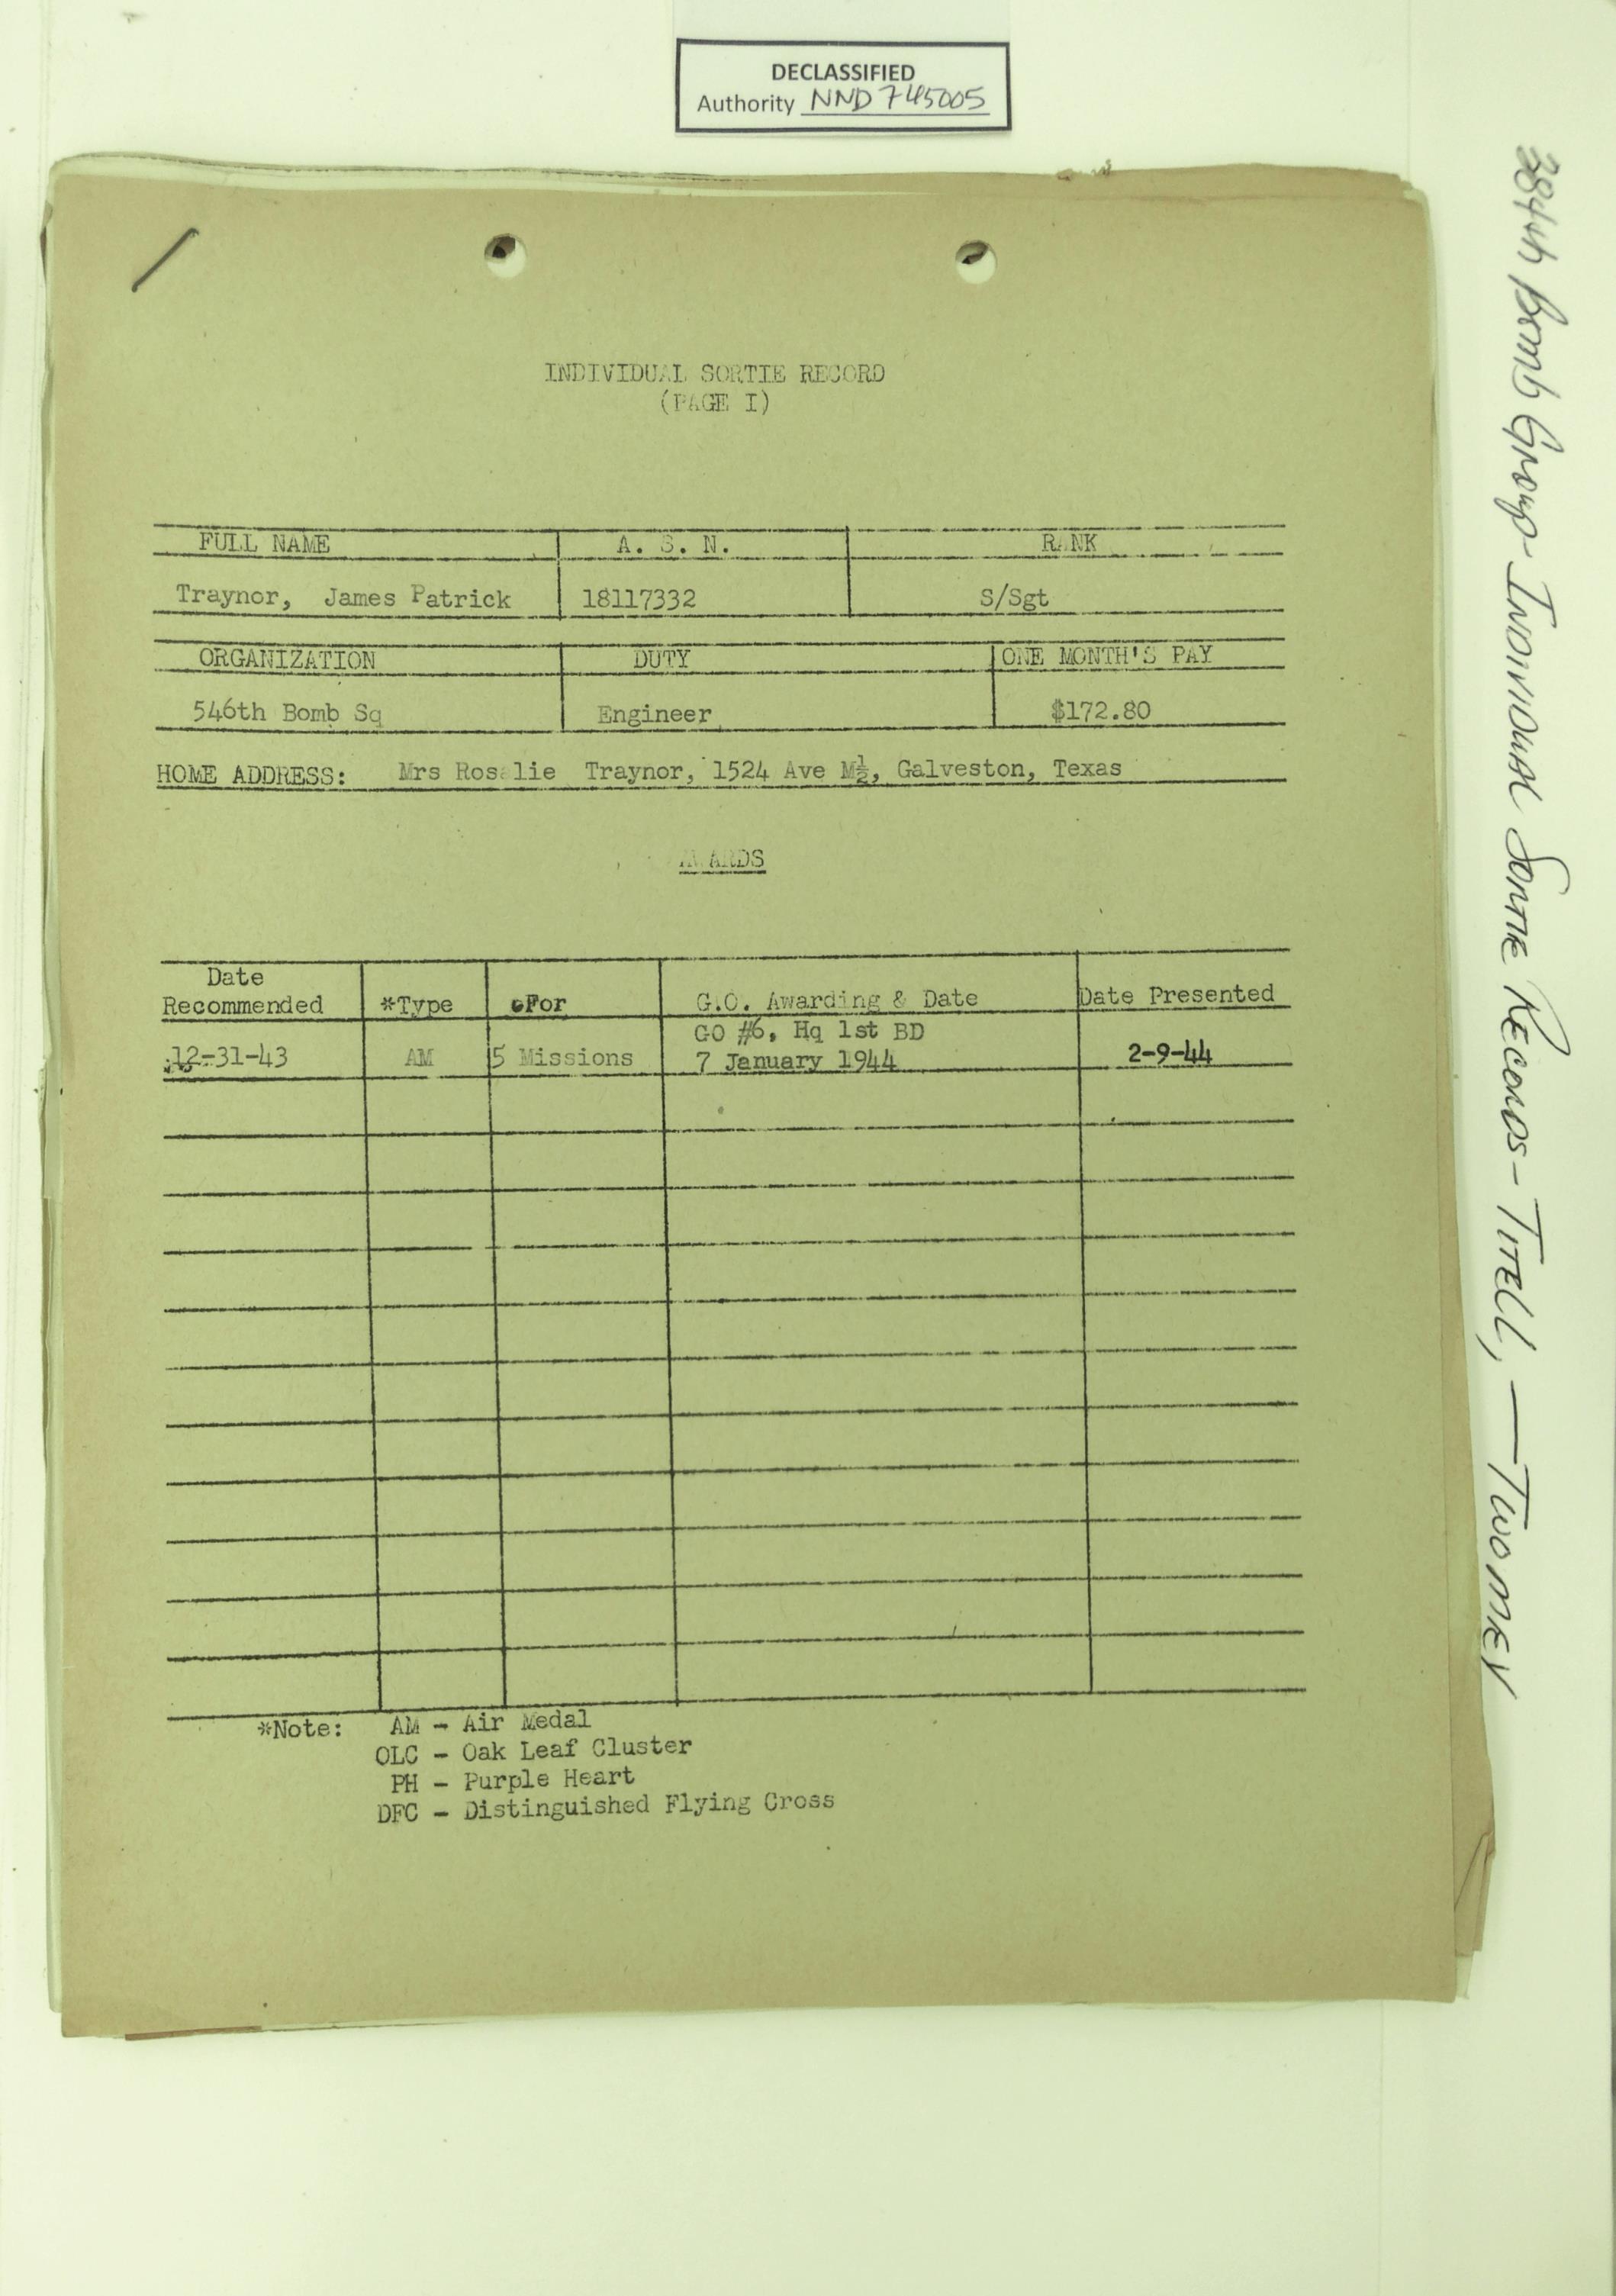 DECLASSIFIED
Authority NND 745005
INDIVIDUAL SORTIE RECORD
(PAGE I)
FULL NAME A. S. N. RANK
Traynor, James Patrick 18117332 S/Sgt
ORGANIZATION DUTY ONE MONTH'S PAY
546th Bomb Sq Engineer $172.80
HOME ADDRESS: Mrs Rosalie Traynor, 1524 Ave M½, Galveston, Texas
AWARDS
Date
Recommended *Type For G.O. Awarding & Date Date Presented
GO #6, Hq 1st BD
12-31-43 AM 5 Missions 7 January 1944 2-9-44
*Note: AM - Air Medal
OLC - Oak Leaf Cluster
PH - Purple Heart
DFC - Distinguished Flying Cross
384th Bomb Group - Individual Sortie Records - Titell, — Twomey